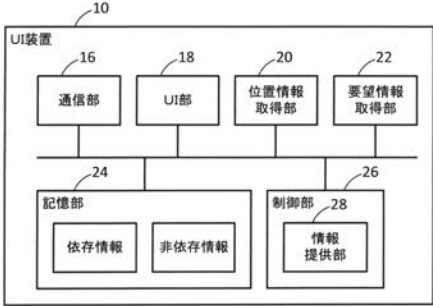 10
UI装置
16
18
20
22
通信部
UI部
位置情報
取得部
要望情報
取得部
24
26
記憶部
制御部
28
依存情報
非依存情報
情報
提供部